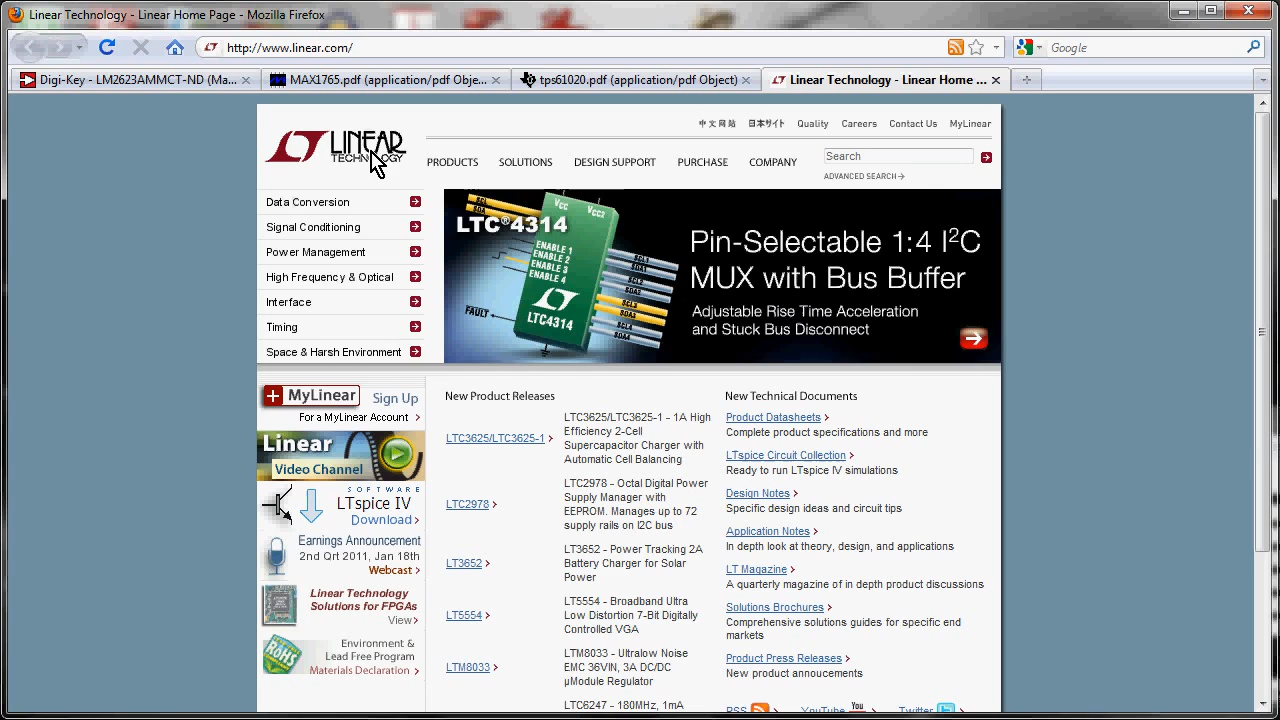 Linear Technology - Linear Home Page - Mozilla Firefox
http://www.linear.com/
Google
Digi-Key - LM2623AMMCT-ND (Ma...
MAX1765.pdf (application/pdf Obje...
tps61020.pdf (application/pdf Object)
Linear Technology - Linear Home ...
中文网站
日本サイト
Quality
Careers
Contact Us
MyLinear
LINEAR
TECHNOLOGY
PRODUCTS
SOLUTIONS
DESIGN SUPPORT
PURCHASE
COMPANY
Search
ADVANCED SEARCH
Data Conversion
Signal Conditioning
Power Management
High Frequency & Optical
Interface
Timing
Space & Harsh Environment
SCL
SDA
Vcc
Vcc2
LTC®4314
ENABLE 1
ENABLE 2
ENABLE 3
ENABLE 4
SCL1
SDA1
SCL2
SDA2
SCL3
SDA3
SCL4
SDA4
FAULT
LTC4314
Pin-Selectable 1:4 I²C
MUX with Bus Buffer
Adjustable Rise Time Acceleration
and Stuck Bus Disconnect
MyLinear
Sign Up
For a MyLinear Account
Linear
Video Channel
SOFTWARE
LTspice IV
Download
Earnings Announcement
2nd Qrt 2011, Jan 18th
Webcast
Linear Technology
Solutions for FPGAs
View
RoHS
Environment &
Lead Free Program
Materials Declaration
New Product Releases
LTC3625/LTC3625-1
LTC3625/LTC3625-1 - 1A High
Efficiency 2-Cell
Supercapacitor Charger with
Automatic Cell Balancing
LTC2978
LTC2978 - Octal Digital Power
Supply Manager with
EEPROM. Manages up to 72
supply rails on I2C bus
LT3652
LT3652 - Power Tracking 2A
Battery Charger for Solar
Power
LT5554
LT5554 - Broadband Ultra
Low Distortion 7-Bit Digitally
Controlled VGA
LTM8033
LTM8033 - Ultralow Noise
EMC 36VIN, 3A DC/DC
µModule Regulator
LTC6247 - 180MHz, 1mA
New Technical Documents
Product Datasheets
Complete product specifications and more
LTspice Circuit Collection
Ready to run LTspice IV simulations
Design Notes
Specific design ideas and circuit tips
Application Notes
In depth look at theory, design, and applications
LT Magazine
A quarterly magazine of in depth product discussions
Solutions Brochures
Comprehensive solutions guides for specific end
markets
Product Press Releases
New product annoucements
RSS
YouTube
You
Twitter